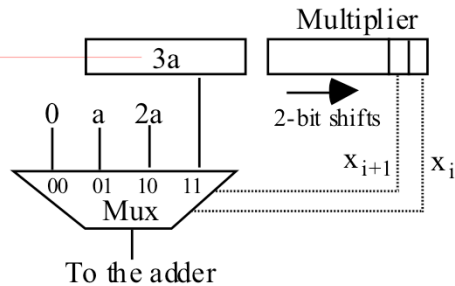 Multiplier
3a
2-bit shifts
0 a 2a
x i+1 x i
00 01 10 11
Mux
To the adder